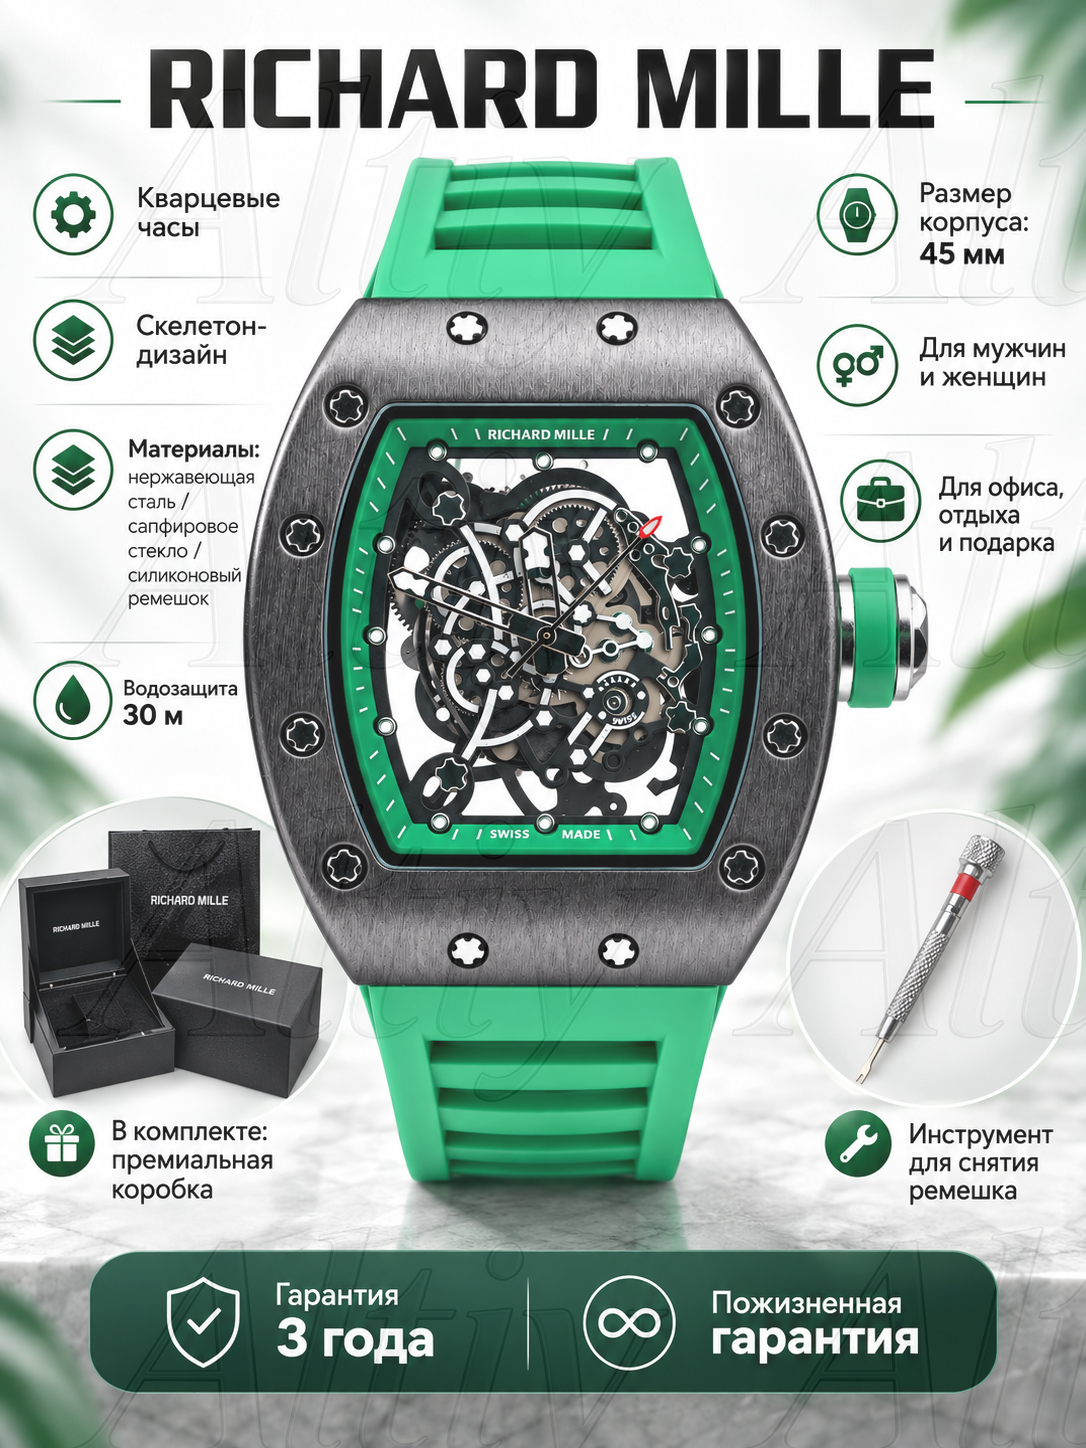 RICHARD MILLE
Кварцевые
часы
Скелетон-
дизайн
Материалы:
нержавеющая
сталь /
сапфировое
стекло /
силиконовый
ремешок
Водозащита
30 м
Размер
корпуса:
45 мм
Для мужчин
и женщин
Для офиса,
отдыха
и подарка
RICHARD MILLE
SWISS MADE
RICHARD MILLE
RICHARD MILLE
RICHARD MILLE
В комплекте:
премиальная
коробка
Инструмент
для снятия
ремешка
Гарантия
3 года
Пожизненная
гарантия
Altiy